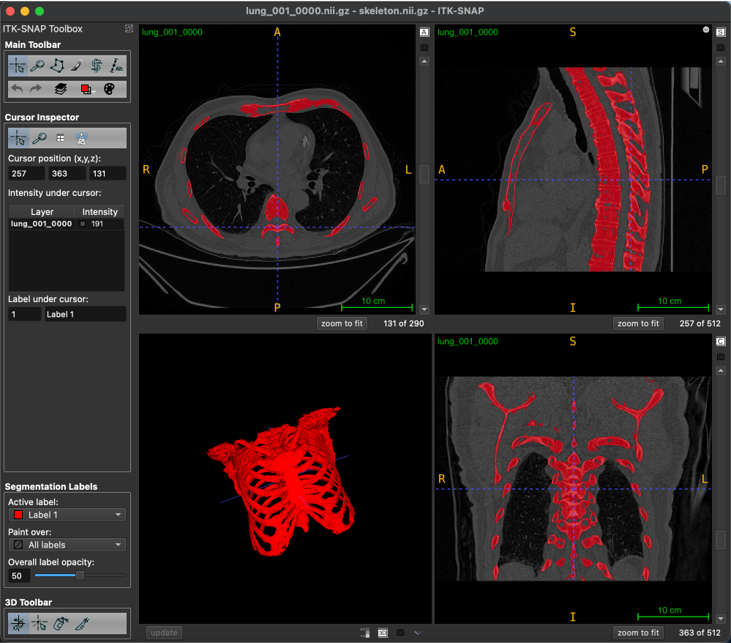 lung_001_0000.nii.gz - skeleton.nii.gz - ITK-SNAP
ITK-SNAP Toolbox
Main Toolbar
Cursor Inspector
Cursor position (x,y,z):
257 363 131
Intensity under cursor:
Layer Intensity
lung_001_0000 191
Label under cursor:
1 Label 1
Segmentation Labels
Active label:
Label 1
Paint over:
All labels
Overall label opacity:
50
3D Toolbar
lung_001_0000
A
A
R
L
P
10 cm
zoom to fit 131 of 290
lung_001_0000
S
S
A
P
I
10 cm
zoom to fit 257 of 512
update
3D
lung_001_0000
S
C
R
L
I
10 cm
zoom to fit 363 of 512